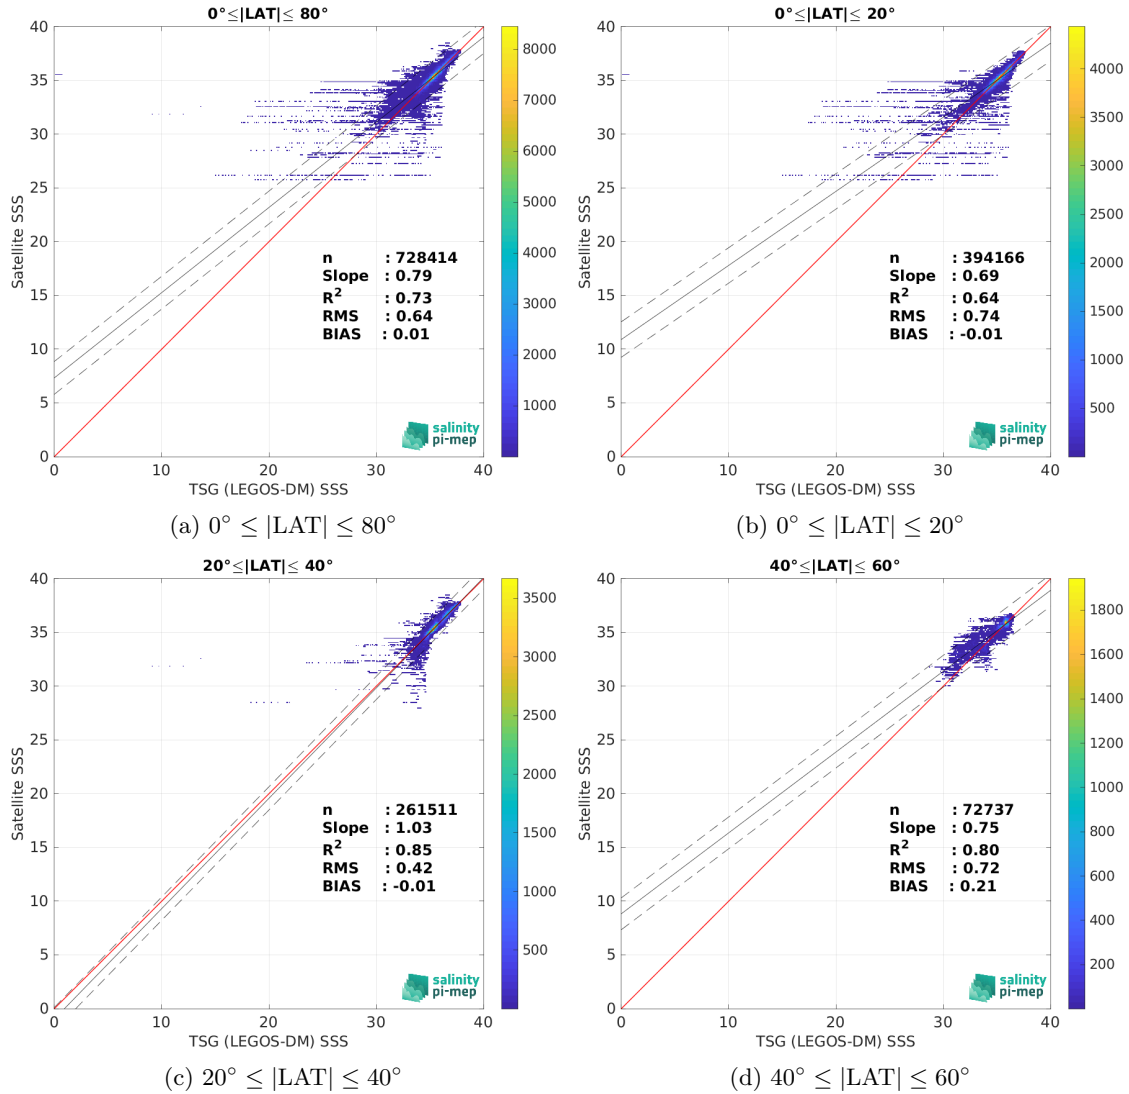 0°≤|LAT|≤ 80°
Satellite SSS
40
35
30
25
20
15
10
5
0
0 10 20 30 40
TSG (LEGOS-DM) SSS
n : 728414
Slope : 0.79
R² : 0.73
RMS : 0.64
BIAS : 0.01
salinity
pi-mep
8000
7000
6000
5000
4000
3000
2000
1000
(a) 0° ≤ |LAT| ≤ 80°
0°≤|LAT|≤ 20°
Satellite SSS
40
35
30
25
20
15
10
5
0
0 10 20 30 40
TSG (LEGOS-DM) SSS
n : 394166
Slope : 0.69
R² : 0.64
RMS : 0.74
BIAS : -0.01
salinity
pi-mep
4000
3500
3000
2500
2000
1500
1000
500
(b) 0° ≤ |LAT| ≤ 20°
20°≤|LAT|≤ 40°
Satellite SSS
40
35
30
25
20
15
10
5
0
0 10 20 30 40
TSG (LEGOS-DM) SSS
n : 261511
Slope : 1.03
R² : 0.85
RMS : 0.42
BIAS : -0.01
salinity
pi-mep
3500
3000
2500
2000
1500
1000
500
(c) 20° ≤ |LAT| ≤ 40°
40°≤|LAT|≤ 60°
Satellite SSS
40
35
30
25
20
15
10
5
0
0 10 20 30 40
TSG (LEGOS-DM) SSS
n : 72737
Slope : 0.75
R² : 0.80
RMS : 0.72
BIAS : 0.21
salinity
pi-mep
1800
1600
1400
1200
1000
800
600
400
200
(d) 40° ≤ |LAT| ≤ 60°